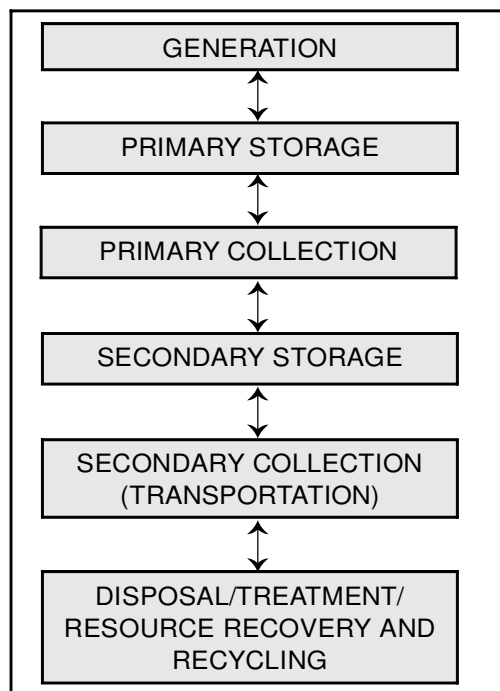 GENERATION
PRIMARY STORAGE
PRIMARY COLLECTION
SECONDARY STORAGE
SECONDARY COLLECTION
(TRANSPORTATION)
DISPOSAL/TREATMENT/
RESOURCE RECOVERY AND
RECYCLING